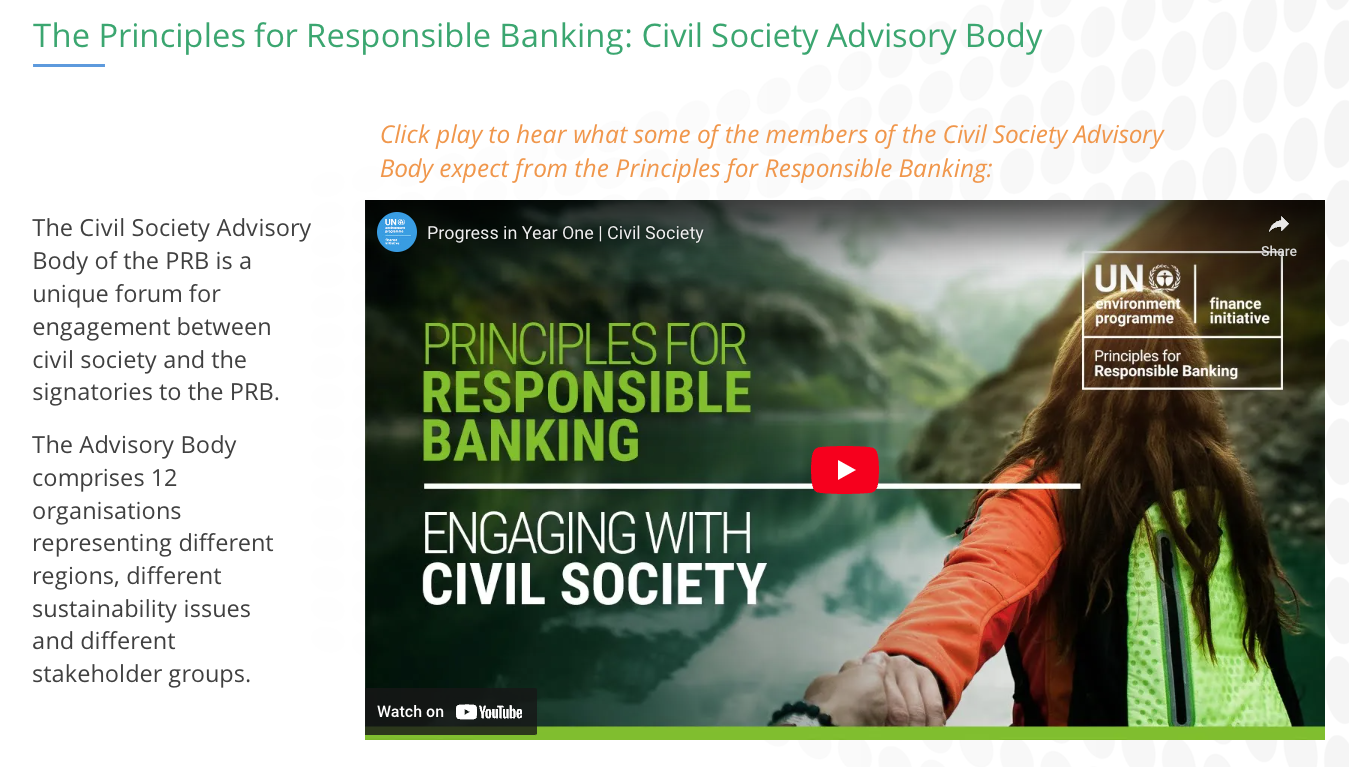 The Principles for Responsible Banking: Civil Society Advisory Body
Click play to hear what some of the members of the Civil Society Advisory
Body expect from the Principles for Responsible Banking:
The Civil Society Advisory
Body of the PRB is a
unique forum for
engagement between
civil society and the
signatories to the PRB.
The Advisory Body
comprises 12
organisations
representing different
regions, different
sustainability issues
and different
stakeholder groups.
UN
environment
programme
finance
initiative
Progress in Year One | Civil Society
Share
UN
environment
programme
finance
initiative
Principles for
Responsible Banking
PRINCIPLES FOR
RESPONSIBLE
BANKING
ENGAGING WITH
CIVIL SOCIETY
Watch on YouTube